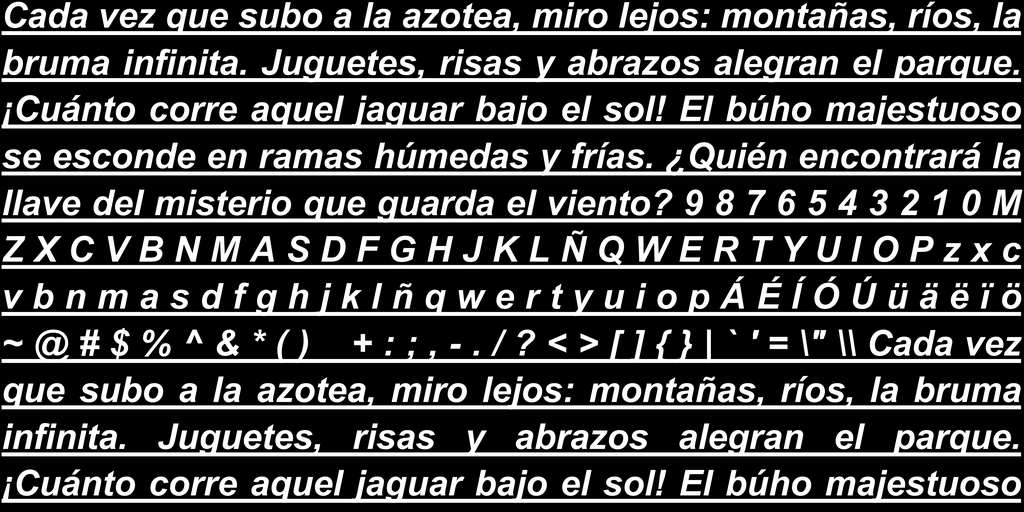 Cada vez que subo a la azotea, miro lejos: montañas, ríos, la
bruma infinita. Juguetes, risas y abrazos alegran el parque.
¡Cuánto corre aquel jaguar bajo el sol! El búho majestuoso
se esconde en ramas húmedas y frías. ¿Quién encontrará la
llave del misterio que guarda el viento? 9 8 7 6 5 4 3 2 1 0 M
Z X C V B N M A S D F G H J K L Ñ Q W E R T Y U I O P z x c
v b n m a s d f g h j k l ñ q w e r t y u i o p Á É Í Ó Ú ü ä ë ï ö
~ @ # $ % ^ & * ( ) _ + : ; , - . / ? < > [ ] { } | ` ' = \" \\ Cada vez
que subo a la azotea, miro lejos: montañas, ríos, la bruma
infinita. Juguetes, risas y abrazos alegran el parque.
¡Cuánto corre aquel jaguar bajo el sol! El búho majestuoso